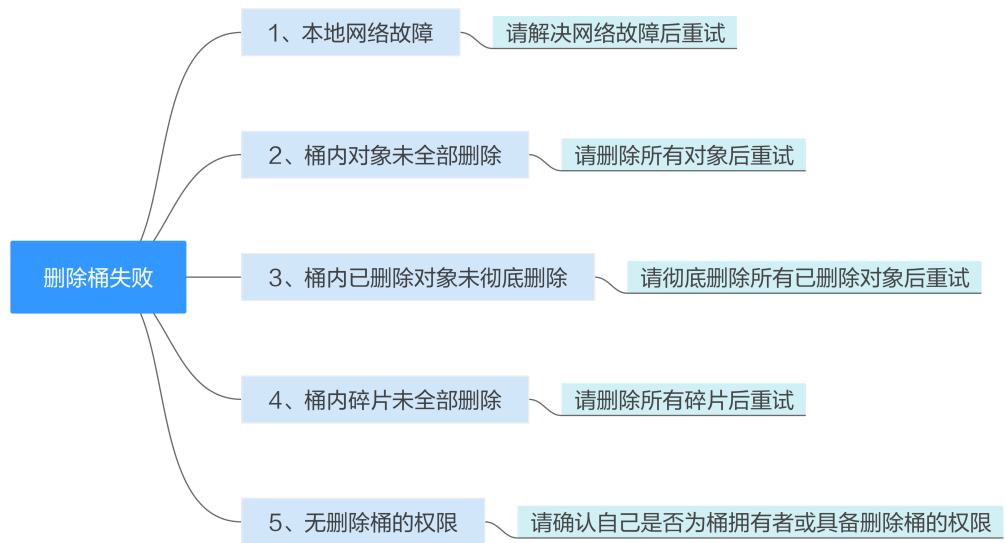 删除桶失败
1、本地网络故障
请解决网络故障后重试
2、桶内对象未全部删除
请删除所有对象后重试
3、桶内已删除对象未彻底删除
请彻底删除所有已删除对象后重试
4、桶内碎片未全部删除
请删除所有碎片后重试
5、无删除桶的权限
请确认自己是否为桶拥有者或具备删除桶的权限